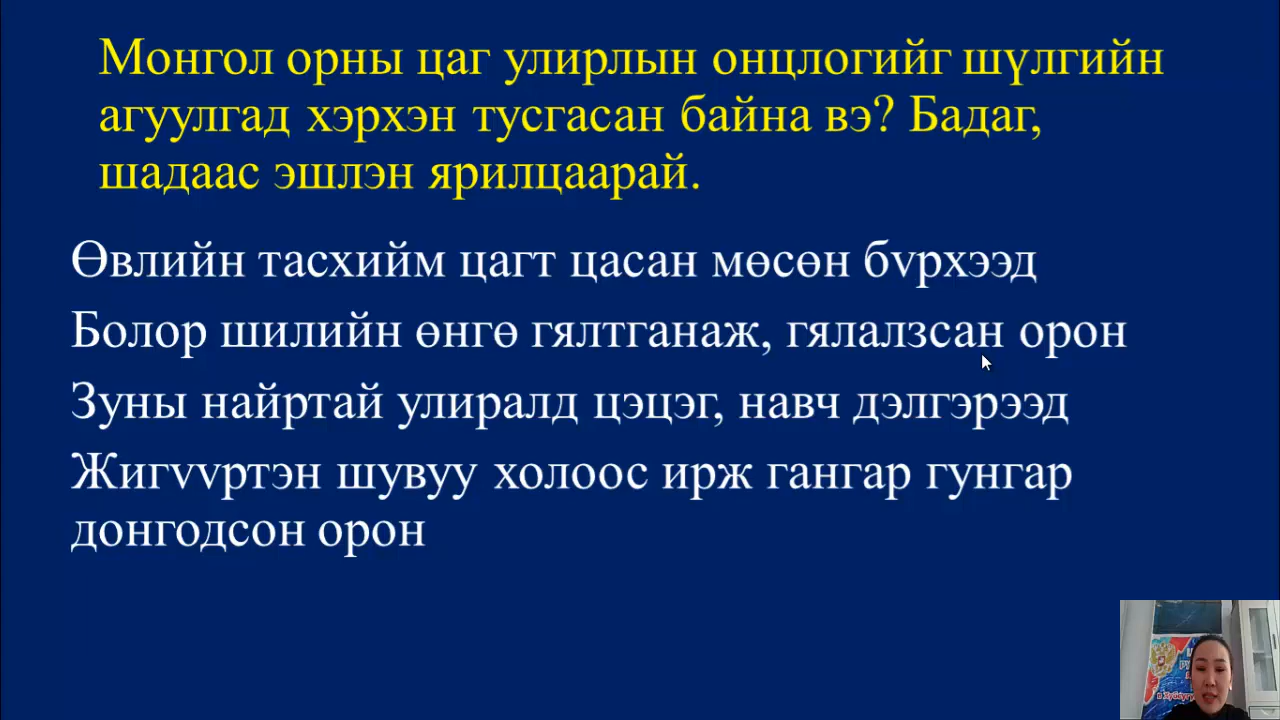 Монгол орны цаг улирлын онцлогийг шүлгийн
агуулгад хэрхэн тусгасан байна вэ? Бадаг,
шадаас эшлэн ярилцаарай.
Өвлийн тасхийм цагт цасан мөсөн бvрхээд
Болор шилийн өнгө гялтганаж, гялалзсан орон
Зуны найртай улиралд цэцэг, навч дэлгэрээд
Жигvvртэн шувуу холоос ирж гангар гунгар
донгодсон орон